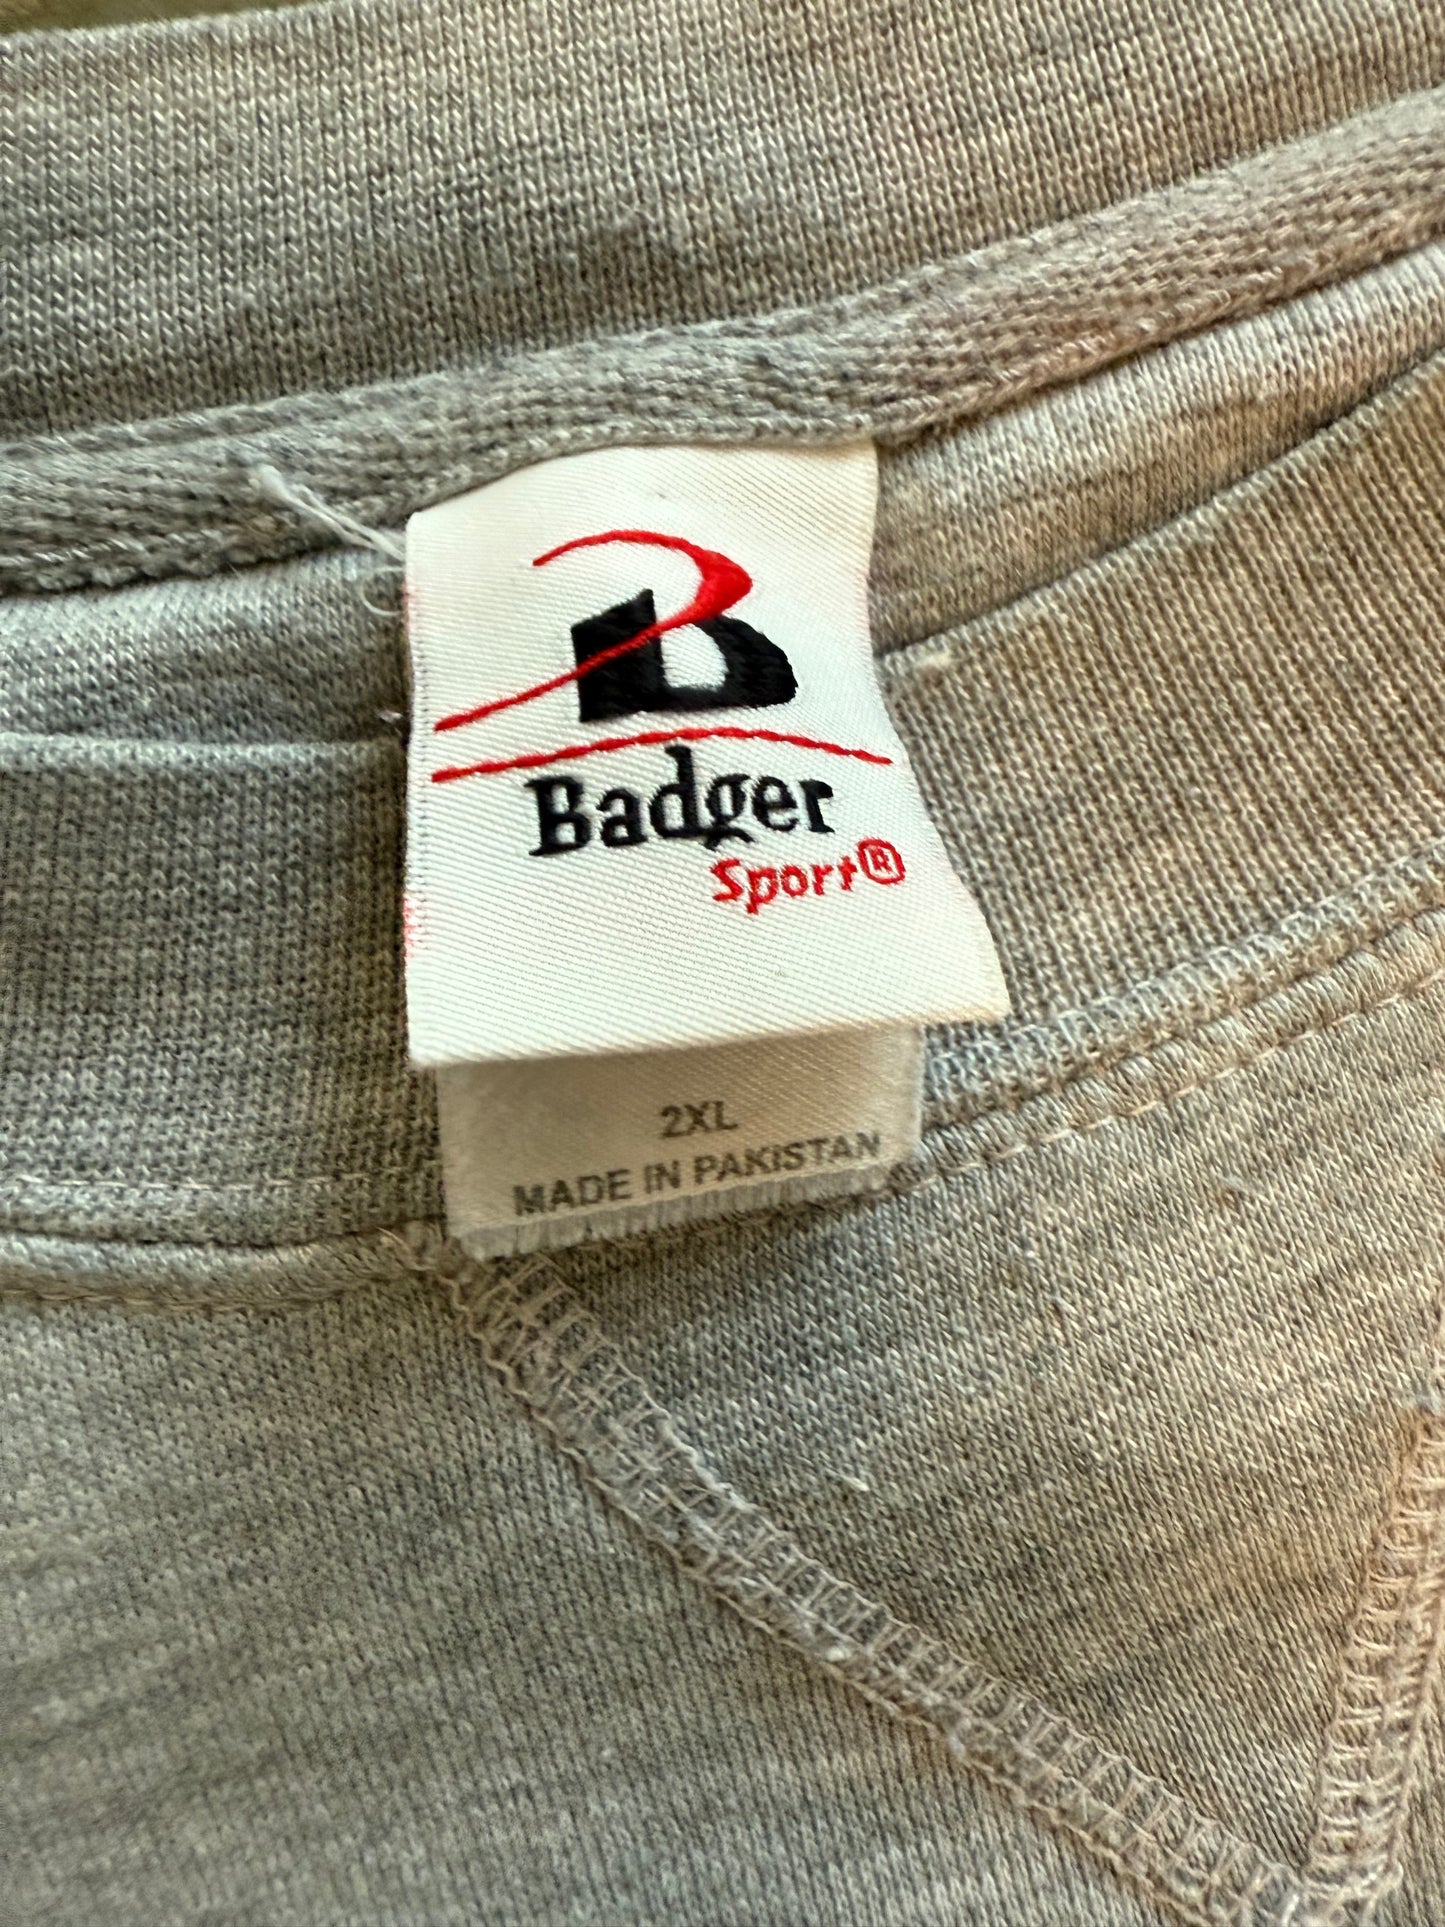 B
Badger
Sport®
2XL
MADE IN PAKISTAN